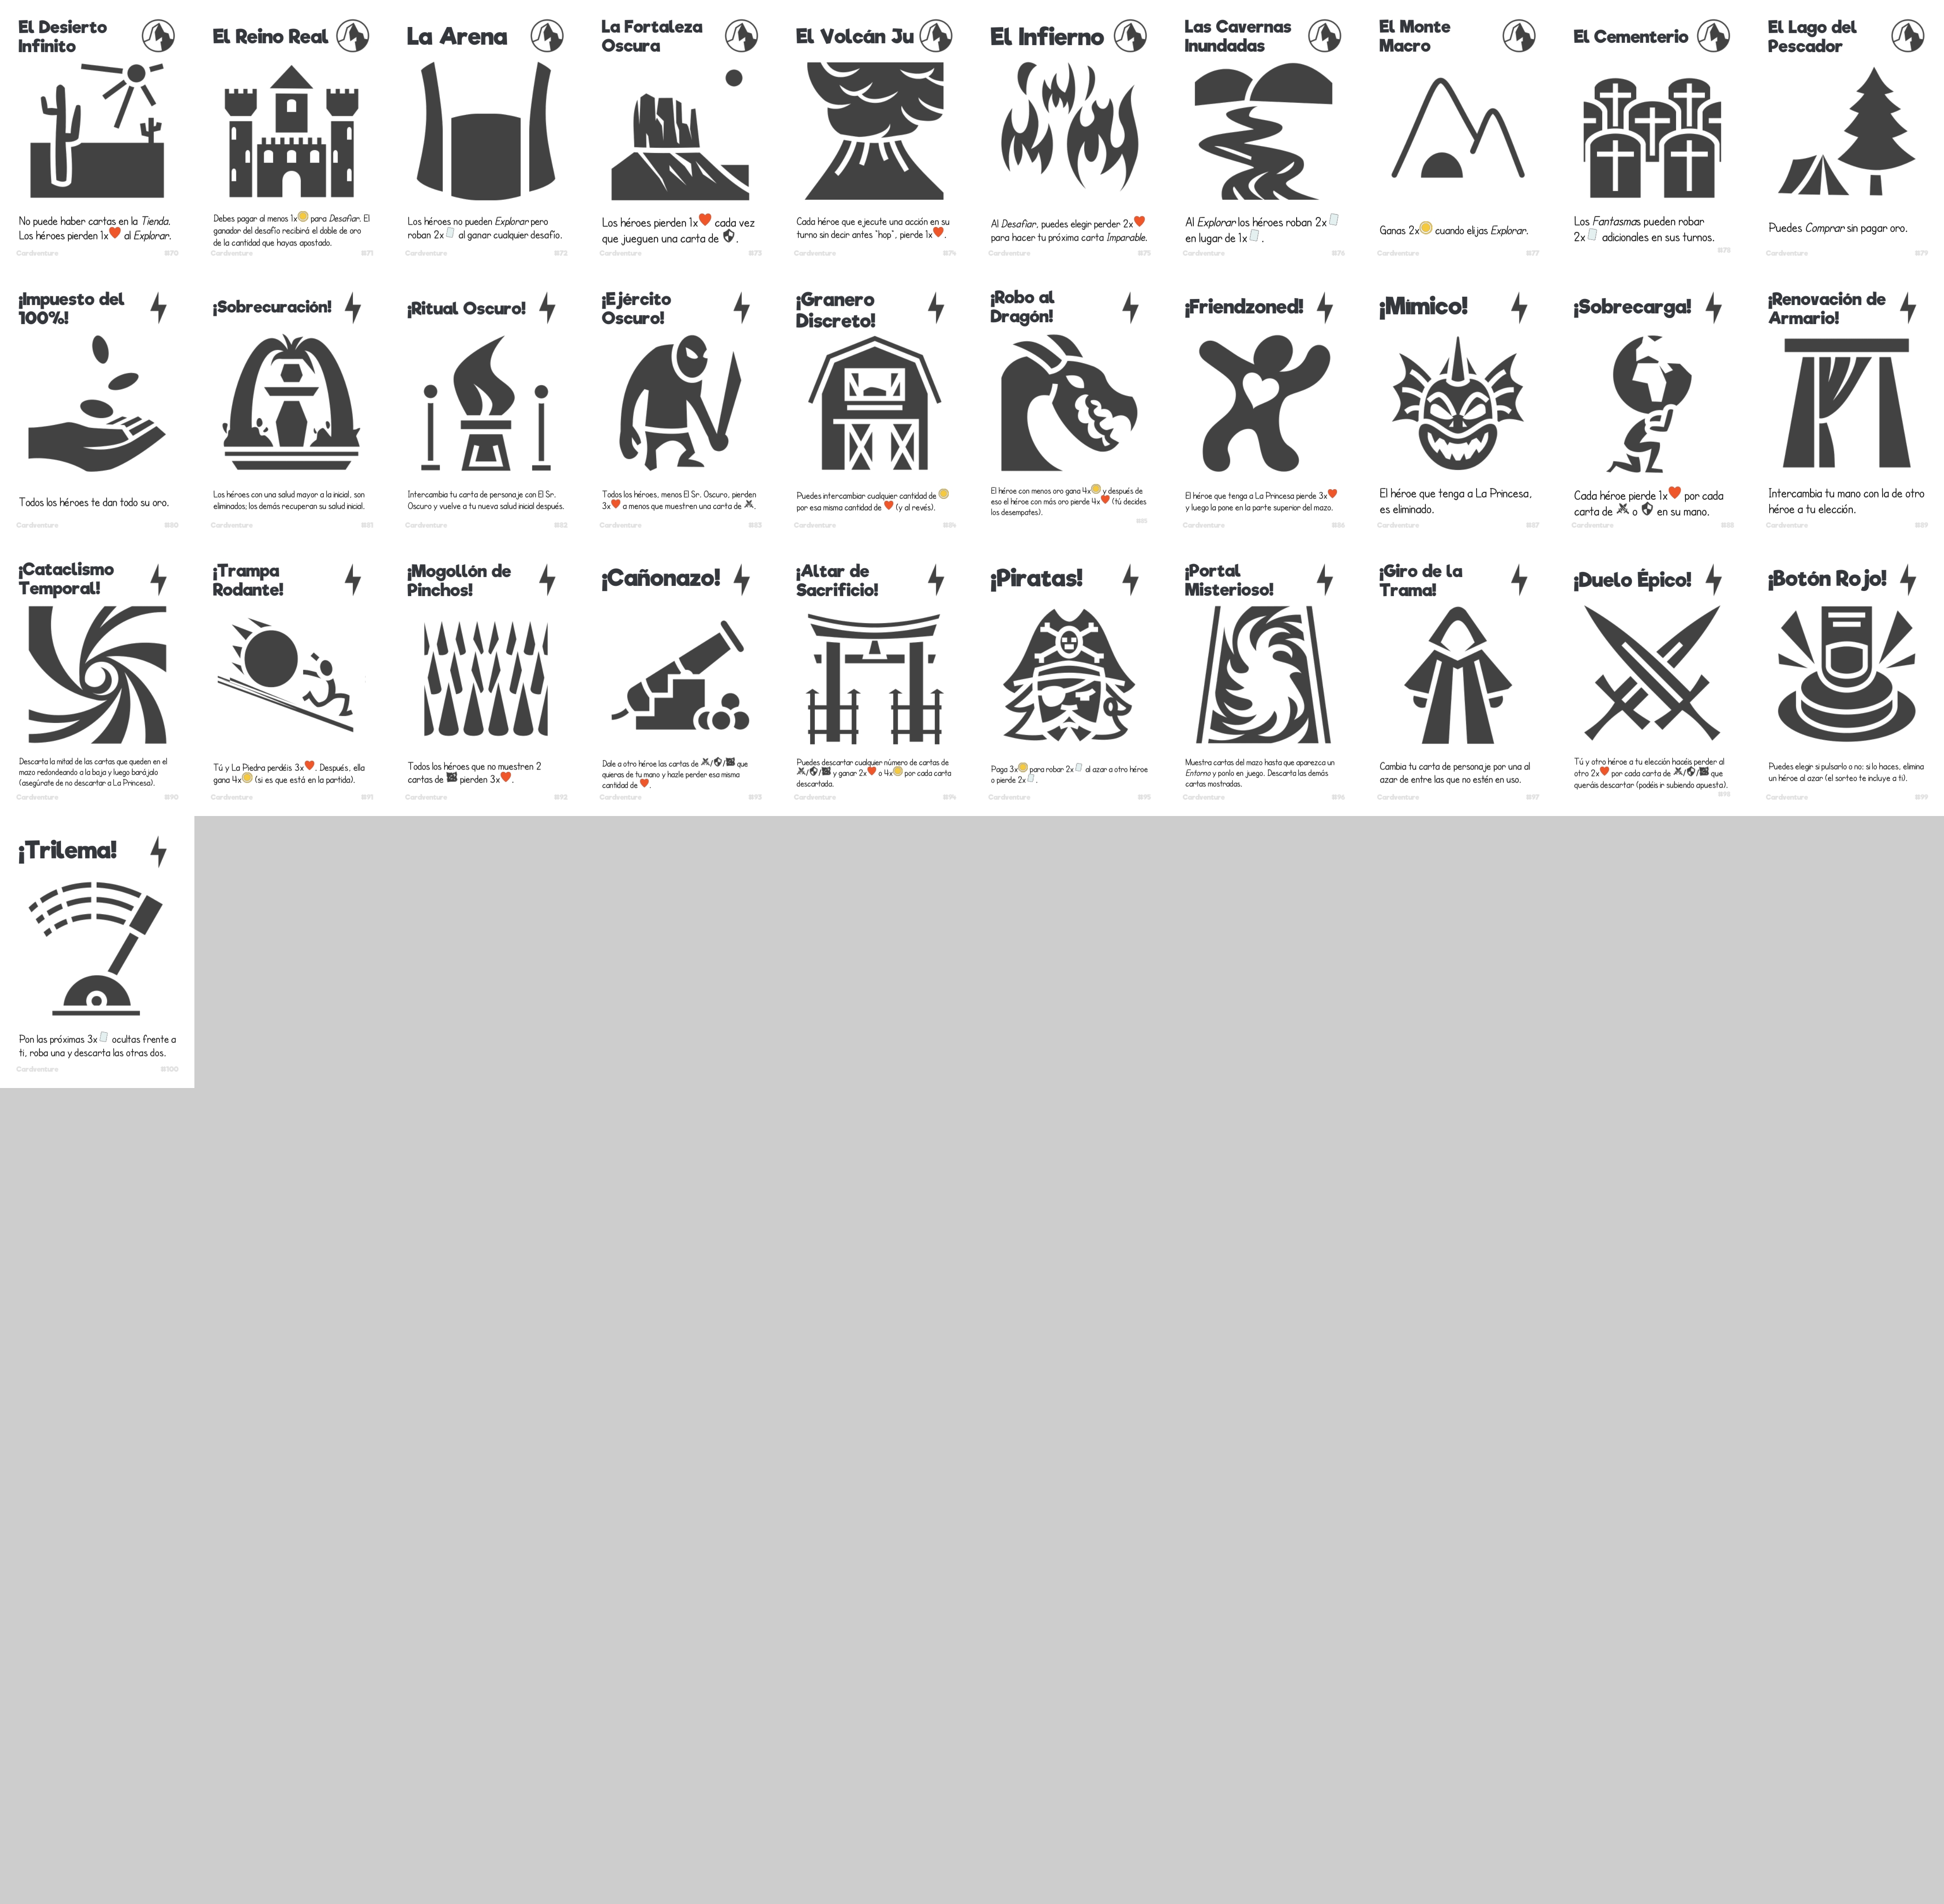 El Desierto
Infinito
No puede haber cartas en la Tienda.
Los héroes pierden 1x al Explorar.
Cardventure #70
El Reino Real
Debes pagar al menos 1x para Desafiar. El
ganador del desafío recibirá el doble de oro
de la cantidad que hayas apostado.
Cardventure #71
La Arena
Los héroes no pueden Explorar pero
roban 2x al ganar cualquier desafío.
Cardventure #72
La Fortaleza
Oscura
Los héroes pierden 1x cada vez
que jueguen una carta de .
Cardventure #73
El Volcán Ju
Cada héroe que ejecute una acción en su
turno sin decir antes "hop", pierde 1x .
Cardventure #74
El Infierno
Al Desafiar, puedes elegir perder 2x
para hacer tu próxima carta Imparable.
Cardventure #75
Las Cavernas
Inundadas
Al Explorar los héroes roban 2x
en lugar de 1x .
Cardventure #76
El Monte
Macro
Ganas 2x cuando elijas Explorar.
Cardventure #77
El Cementerio
Los Fantasmas pueden robar
2x adicionales en sus turnos.
#78
El Lago del
Pescador
Puedes Comprar sin pagar oro.
Cardventure #79
¡Impuesto del
100%!
Todos los héroes te dan todo su oro.
Cardventure #80
¡Sobrecuración!
Los héroes con una salud mayor a la inicial, son
eliminados; los demás recuperan su salud inicial.
Cardventure #81
¡Ritual Oscuro!
Intercambia tu carta de personaje con El Sr.
Oscuro y vuelve a tu nueva salud inicial después.
Cardventure #82
¡Ejército
Oscuro!
Todos los héroes, menos El Sr. Oscuro, pierden
3x a menos que muestren una carta de .
Cardventure #83
¡Granero
Discreto!
Puedes intercambiar cualquier cantidad de
por esa misma cantidad de (y al revés).
Cardventure #84
¡Robo al
Dragón!
El héroe con menos oro gana 4x y después de
eso el héroe con más oro pierde 4x (tú decides
los desempates).
#85
¡Friendzoned!
El héroe que tenga a La Princesa pierde 3x
y luego la pone en la parte superior del mazo.
Cardventure #86
¡Mímico!
El héroe que tenga a La Princesa,
es eliminado.
Cardventure #87
¡Sobrecarga!
Cada héroe pierde 1x por cada
carta de o en su mano.
Cardventure #88
¡Renovación de
Armario!
Intercambia tu mano con la de otro
héroe a tu elección.
Cardventure #89
¡Cataclismo
Temporal!
Descarta la mitad de las cartas que queden en el
mazo redondeando a la baja y luego barájalo
(asegúrate de no descartar a La Princesa).
Cardventure #90
¡Trampa
Rodante!
Tú y La Piedra perdéis 3x . Después, ella
gana 4x (si es que está en la partida).
Cardventure #91
¡Mogollón de
Pinchos!
Todos los héroes que no muestren 2
cartas de pierden 3x .
Cardventure #92
¡Cañonazo!
Dale a otro héroe las cartas de / / que
quieras de tu mano y hazle perder esa misma
cantidad de .
Cardventure #93
¡Altar de
Sacrificio!
Puedes descartar cualquier número de cartas de
/ / y ganar 2x o 4x por cada carta
descartada.
Cardventure #94
¡Piratas!
Paga 3x para robar 2x al azar a otro héroe
o pierde 2x .
Cardventure #95
¡Portal
Misterioso!
Muestra cartas del mazo hasta que aparezca un
Entorno y ponlo en juego. Descarta las demás
cartas mostradas.
Cardventure #96
¡Giro de la
Trama!
Cambia tu carta de personaje por una al
azar de entre las que no estén en uso.
Cardventure #97
¡Duelo Épico!
Tú y otro héroe a tu elección hacéis perder al
otro 2x por cada carta de / / que
queráis descartar (podéis ir subiendo apuesta).
#98
¡Botón Rojo!
Puedes elegir si pulsarlo o no; si lo haces, elimina
un héroe al azar (el sorteo te incluye a ti).
Cardventure #99
¡Trilema!
Pon las próximas 3x ocultas frente a
ti, roba una y descarta las otras dos.
Cardventure #100